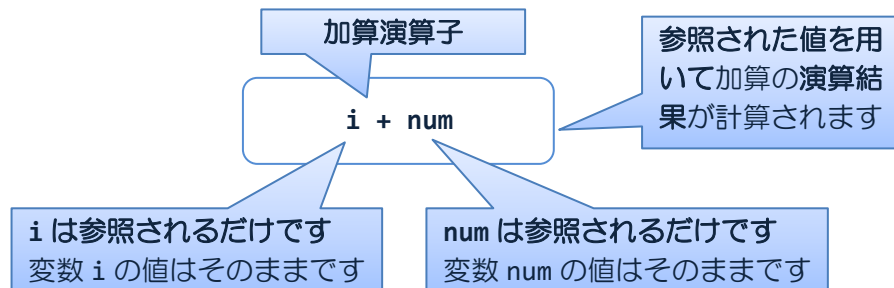 加算演算子
参照された値を用
いて加算の演算結
果が計算されます
i + num
i は参照されるだけです
変数 i の値はそのままです
num は参照されるだけです
変数 num の値はそのままです